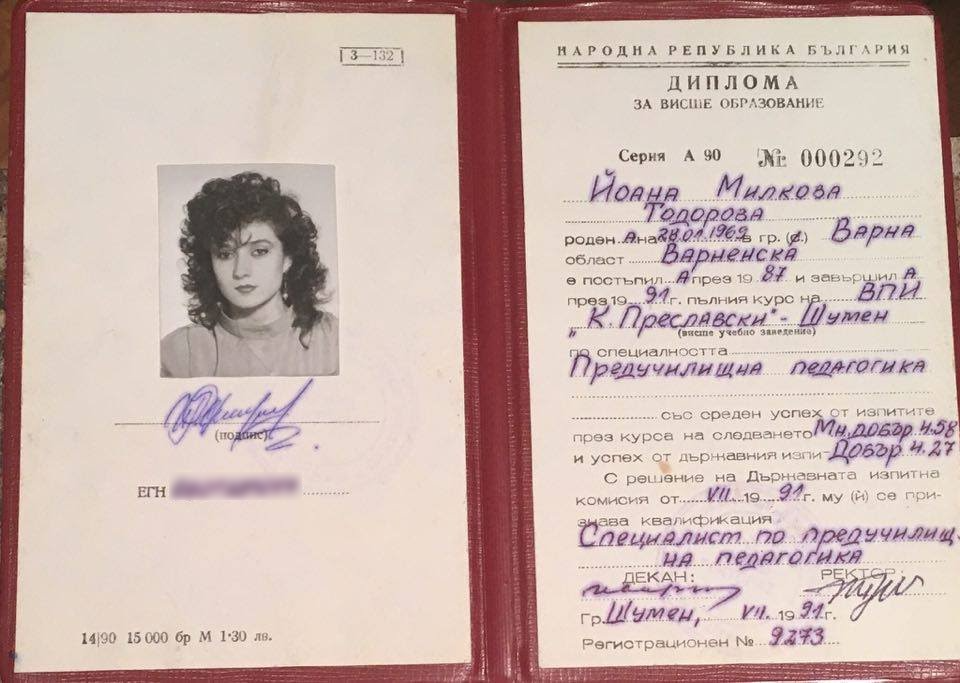 З—132
(подпис)
ЕГН
14|90 15 000 бр М 1·30 лв.
НАРОДНА РЕПУБЛИКА БЪЛГАРИЯ
ДИПЛОМА
ЗА ВИСШЕ ОБРАЗОВАНИЕ
Серия А 90 № 000292
Йоана Милкова
Тодорова
роден А на 28.01.1969 в гр. (с.) Варна
област Варненска
е постъпил А през 19 87 и завършил А
през 19 91 г. пълния курс на ВПИ
„К. Преславски" - Шумен
(висше учебно заведение)
по специалността
Предучилищна педагогика
със среден успех от изпитите
през курса на следването Мн. добър 4.58
и успех от държавния изпит Добър 4.27
С решение на Държавната изпитна
комисия от VII. 19 91 г. му (й) се при-
знава квалификация
Специалист по предучилищ-
на педагогика
ДЕКАН: РЕКТОР:
Гр. Шумен, VII. 19 91 г.
Регистрационен № 9273